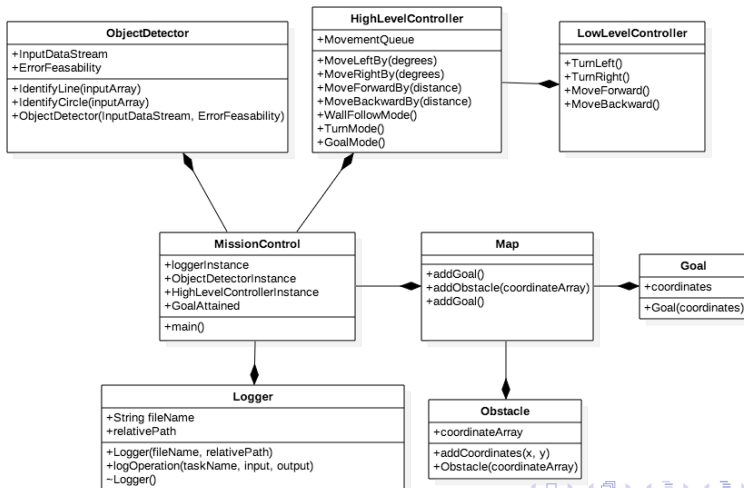 ObjectDetector
+InputDataStream
+ErrorFeasability
+IdentifyLine(inputArray)
+IdentifyCircle(inputArray)
+ObjectDetector(InputDataStream, ErrorFeasability)
HighLevelController
+MovementQueue
+MoveLeftBy(degrees)
+MoveRightBy(degrees)
+MoveForwardBy(distance)
+MoveBackwardBy(distance)
+WallFollowMode()
+TurnMode()
+GoalMode()
LowLevelController
+TurnLeft()
+TurnRight()
+MoveForward()
+MoveBackward()
MissionControl
+loggerInstance
+ObjectDetectorInstance
+HighLevelControllerInstance
+GoalAttained
+main()
Map
+addGoal()
+addObstacle(coordinateArray)
+addGoal()
Goal
+coordinates
+Goal(coordinates)
Logger
+String fileName
+relativePath
+Logger(fileName, relativePath)
+logOperation(taskName, input, output)
~Logger()
Obstacle
+coordinateArray
+addCoordinates(x, y)
+Obstacle(coordinateArray)